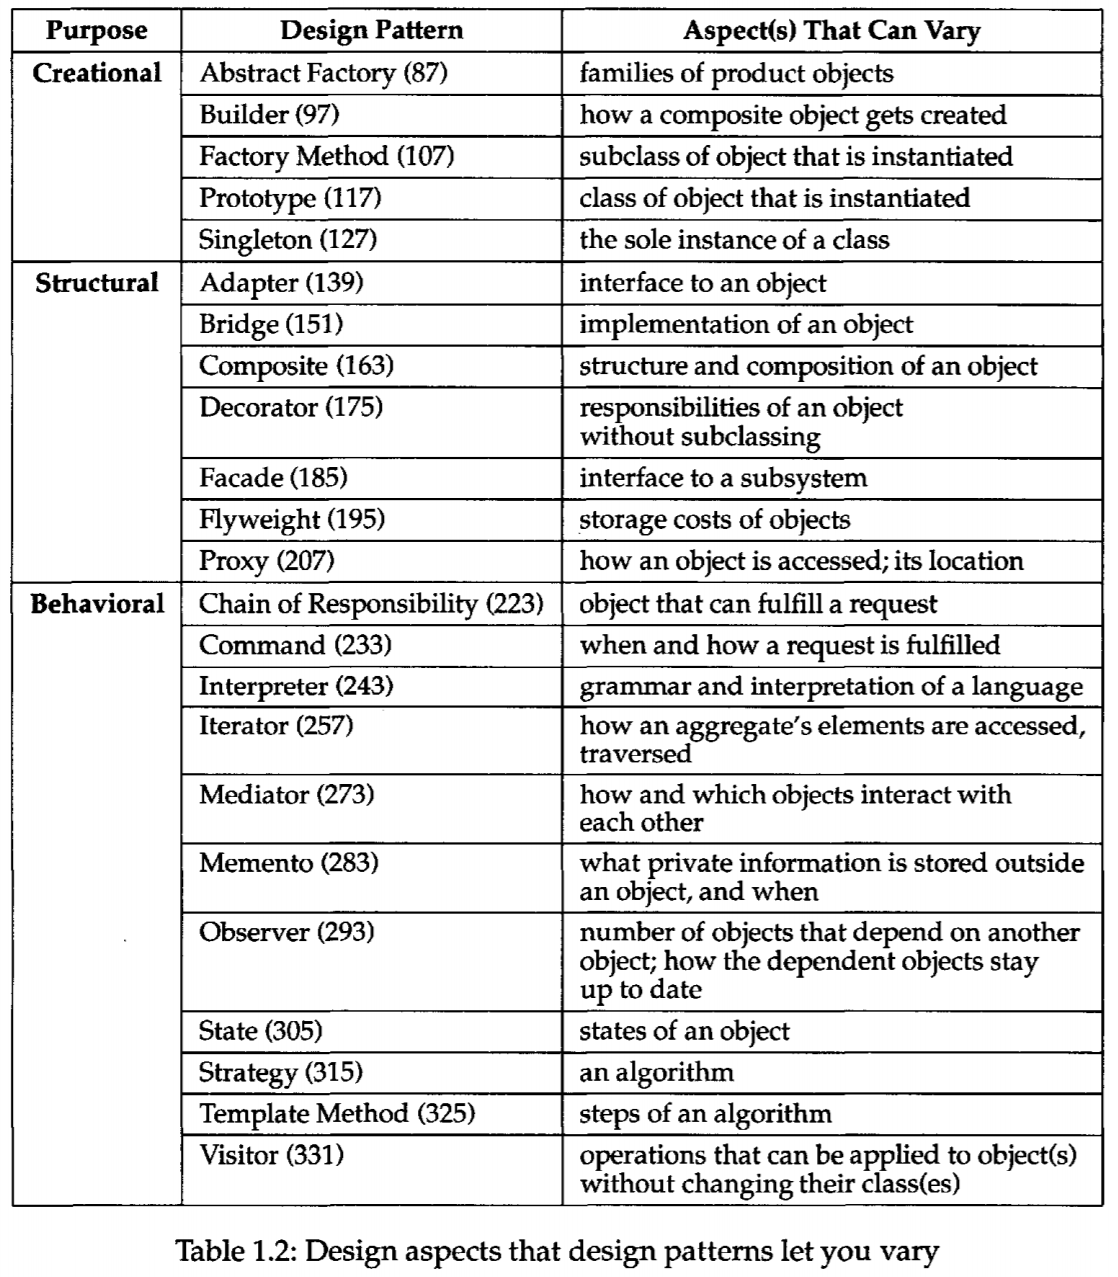 Purpose Design Pattern Aspect(s) That Can Vary
Creational Abstract Factory (87) families of product objects
Builder (97) how a composite object gets created
Factory Method (107) subclass of object that is instantiated
Prototype (117) class of object that is instantiated
Singleton (127) the sole instance of a class
Structural Adapter (139) interface to an object
Bridge (151) implementation of an object
Composite (163) structure and composition of an object
Decorator (175) responsibilities of an object
without subclassing
Facade (185) interface to a subsystem
Flyweight (195) storage costs of objects
Proxy (207) how an object is accessed; its location
Behavioral Chain of Responsibility (223) object that can fulfill a request
Command (233) when and how a request is fulfilled
Interpreter (243) grammar and interpretation of a language
Iterator (257) how an aggregate's elements are accessed,
traversed
Mediator (273) how and which objects interact with
each other
Memento (283) what private information is stored outside
an object, and when
Observer (293) number of objects that depend on another
object; how the dependent objects stay
up to date
State (305) states of an object
Strategy (315) an algorithm
Template Method (325) steps of an algorithm
Visitor (331) operations that can be applied to object(s)
without changing their class(es)
Table 1.2: Design aspects that design patterns let you vary